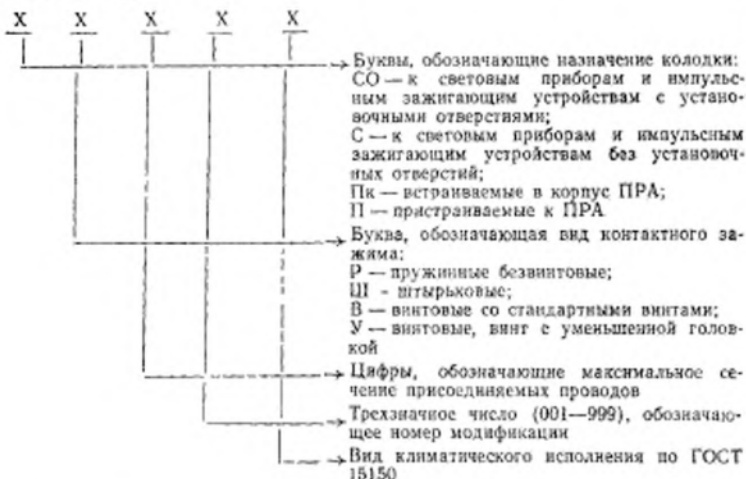 X X X X X
Буквы, обозначающие назначение колодки:
СО — к световым приборам и импульс-
ным зажигающим устройствам с устано-
вочными отверстиями;
С — к световым приборам и импульсным
зажигающим устройствам без установоч-
ных отверстий;
Пк — встраиваемые в корпус ПРА;
П — пристраиваемые к ПРА
Буква, обозначающая вид контактного за-
жима:
Р — пружинные безвинтовые;
Ш - штырьковые;
В — винтовые со стандартными винтами;
У — винтовые, винт с уменьшенной голов-
кой
Цифры, обозначающие максимальное се-
чение присоединяемых проводов
Трехзначное число (001—999), обозначаю-
щее номер модификации
Вид климатического исполнения по ГОСТ
15150